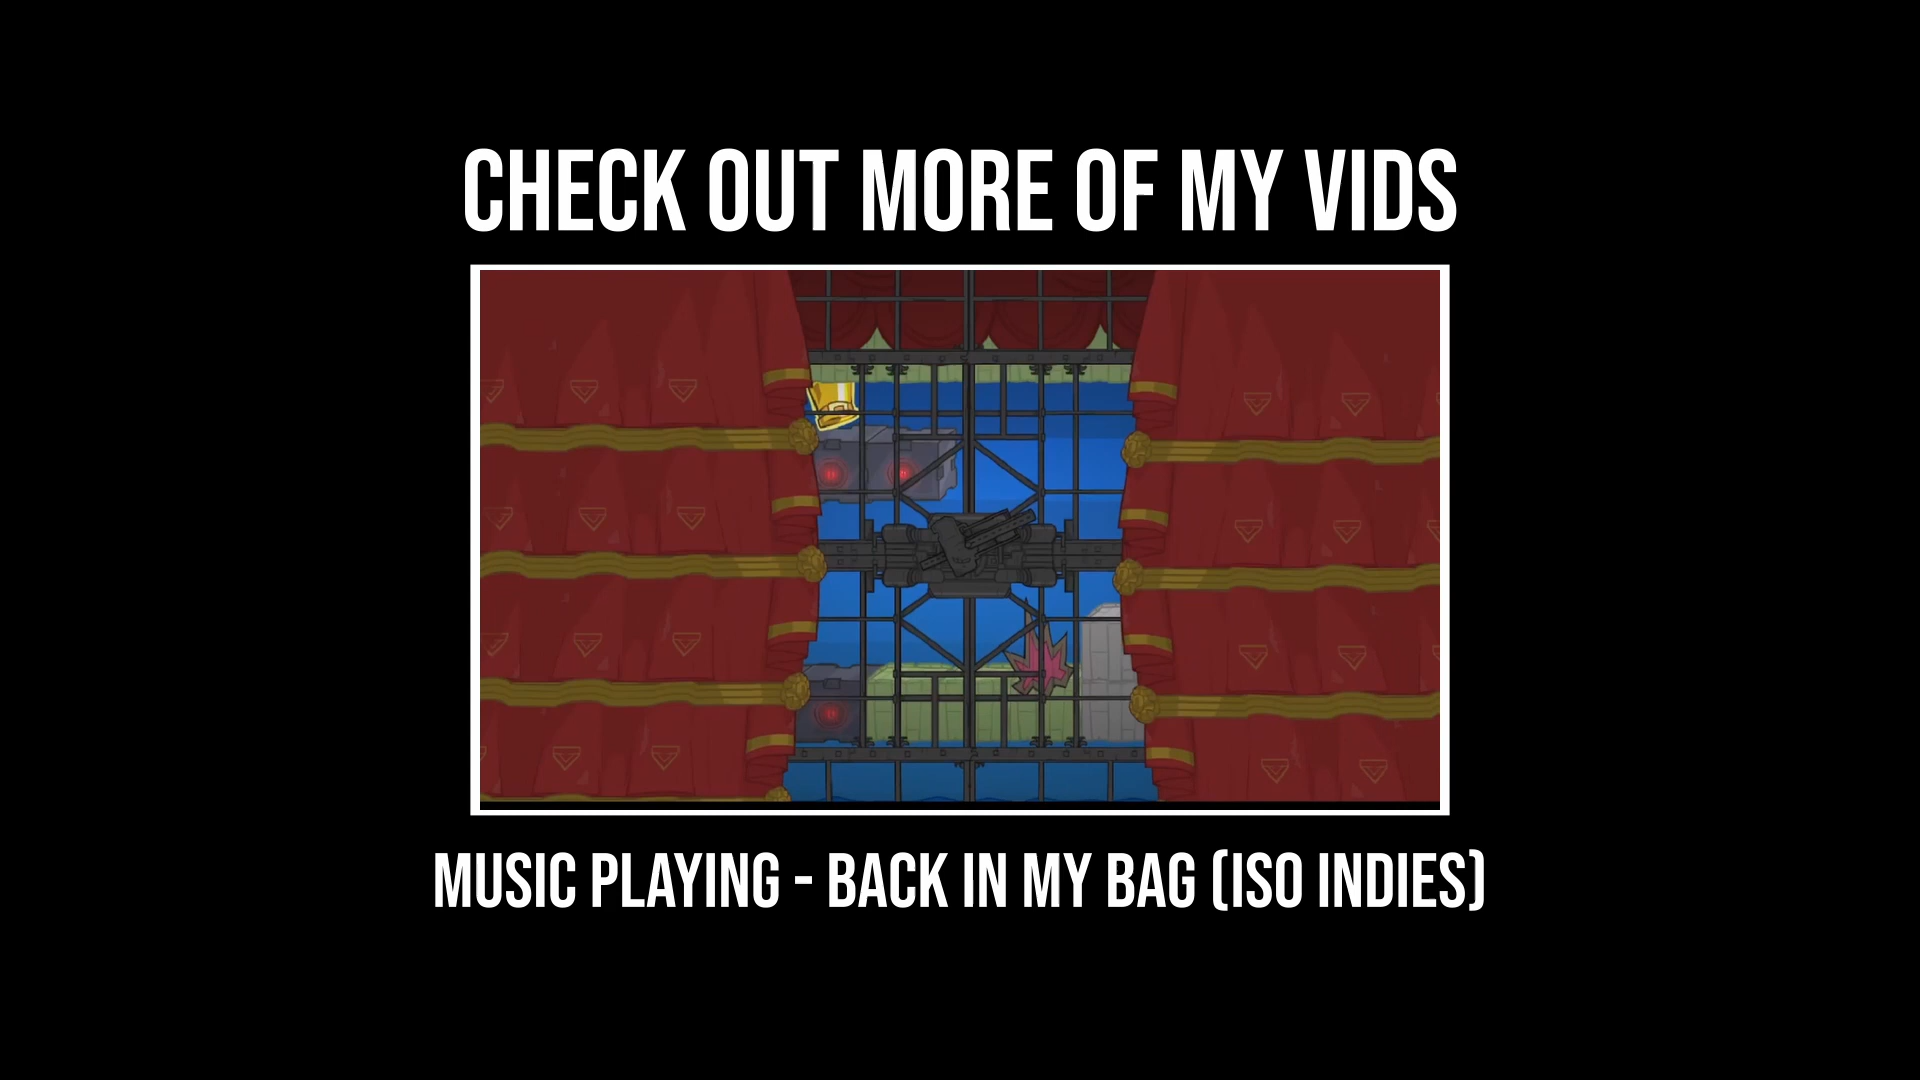 CHECK OUT MORE OF MY VIDS
MUSIC PLAYING - BACK IN MY BAG (ISO INDIES)